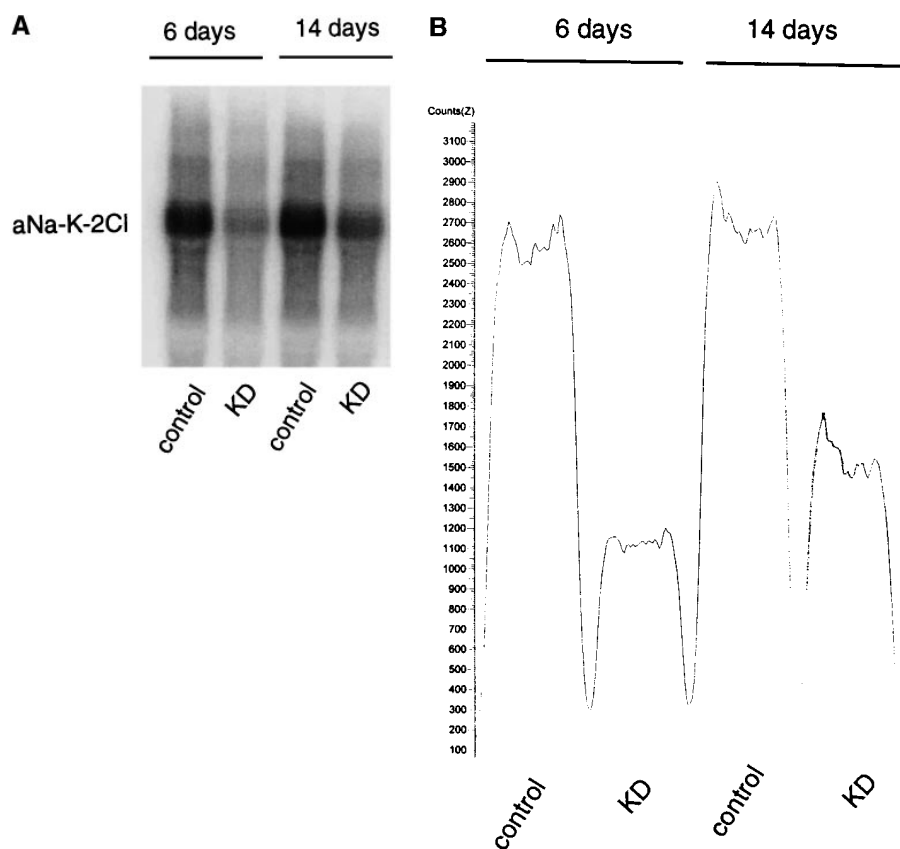 A
6 days
14 days
aNa-K-2Cl
control
KD
control
KD
B
6 days
14 days
Counts(Z)
3100
3000
2900
2800
2700
2600
2500
2400
2300
2200
2100
2000
1900
1800
1700
1600
1500
1400
1300
1200
1100
1000
900
800
700
600
500
400
300
200
100
control
KD
control
KD